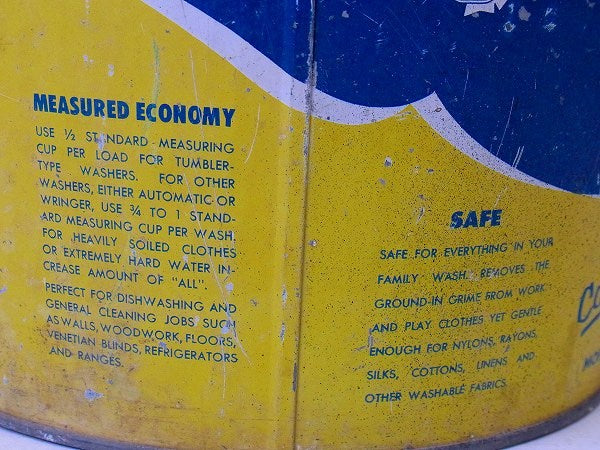 MEASURED ECONOMY
USE ½ STANDARD MEASURING
CUP PER LOAD FOR TUMBLER-
TYPE WASHERS. FOR OTHER
WASHERS, EITHER AUTOMATIC OR
WRINGER, USE ¾ TO 1 STAND-
ARD MEASURING CUP PER WASH.
FOR HEAVILY SOILED CLOTHES
OR EXTREMELY HARD WATER IN-
CREASE AMOUNT OF "ALL".
PERFECT FOR DISHWASHING AND
GENERAL CLEANING JOBS SUCH
AS WALLS, WOODWORK, FLOORS,
VENETIAN BLINDS, REFRIGERATORS
AND RANGES.
SAFE
SAFE FOR EVERYTHING IN YOUR
FAMILY WASH. REMOVES THE
GROUND-IN GRIME FROM WORK
AND PLAY CLOTHES YET GENTLE
ENOUGH FOR NYLONS, RAYONS,
SILKS, COTTONS, LINENS AND
OTHER WASHABLE FABRICS.